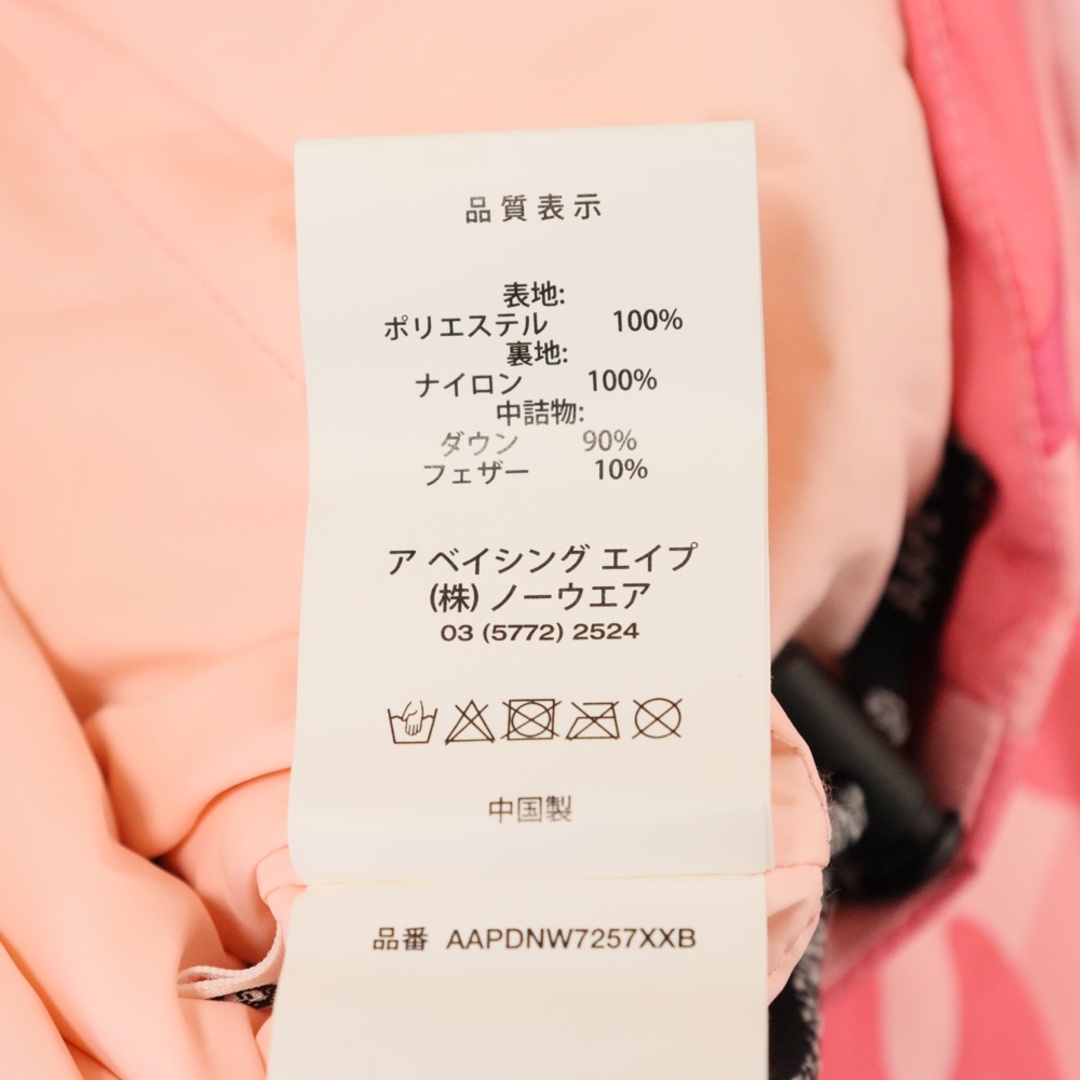 品質表示
表地:
ポリエステル 100%
裏地:
ナイロン 100%
中詰物:
ダウン 90%
フェザー 10%
ア ベイシング エイプ
(株) ノーウエア
03 (5772) 2524
中国製
品番 AAPDNW7257XXB